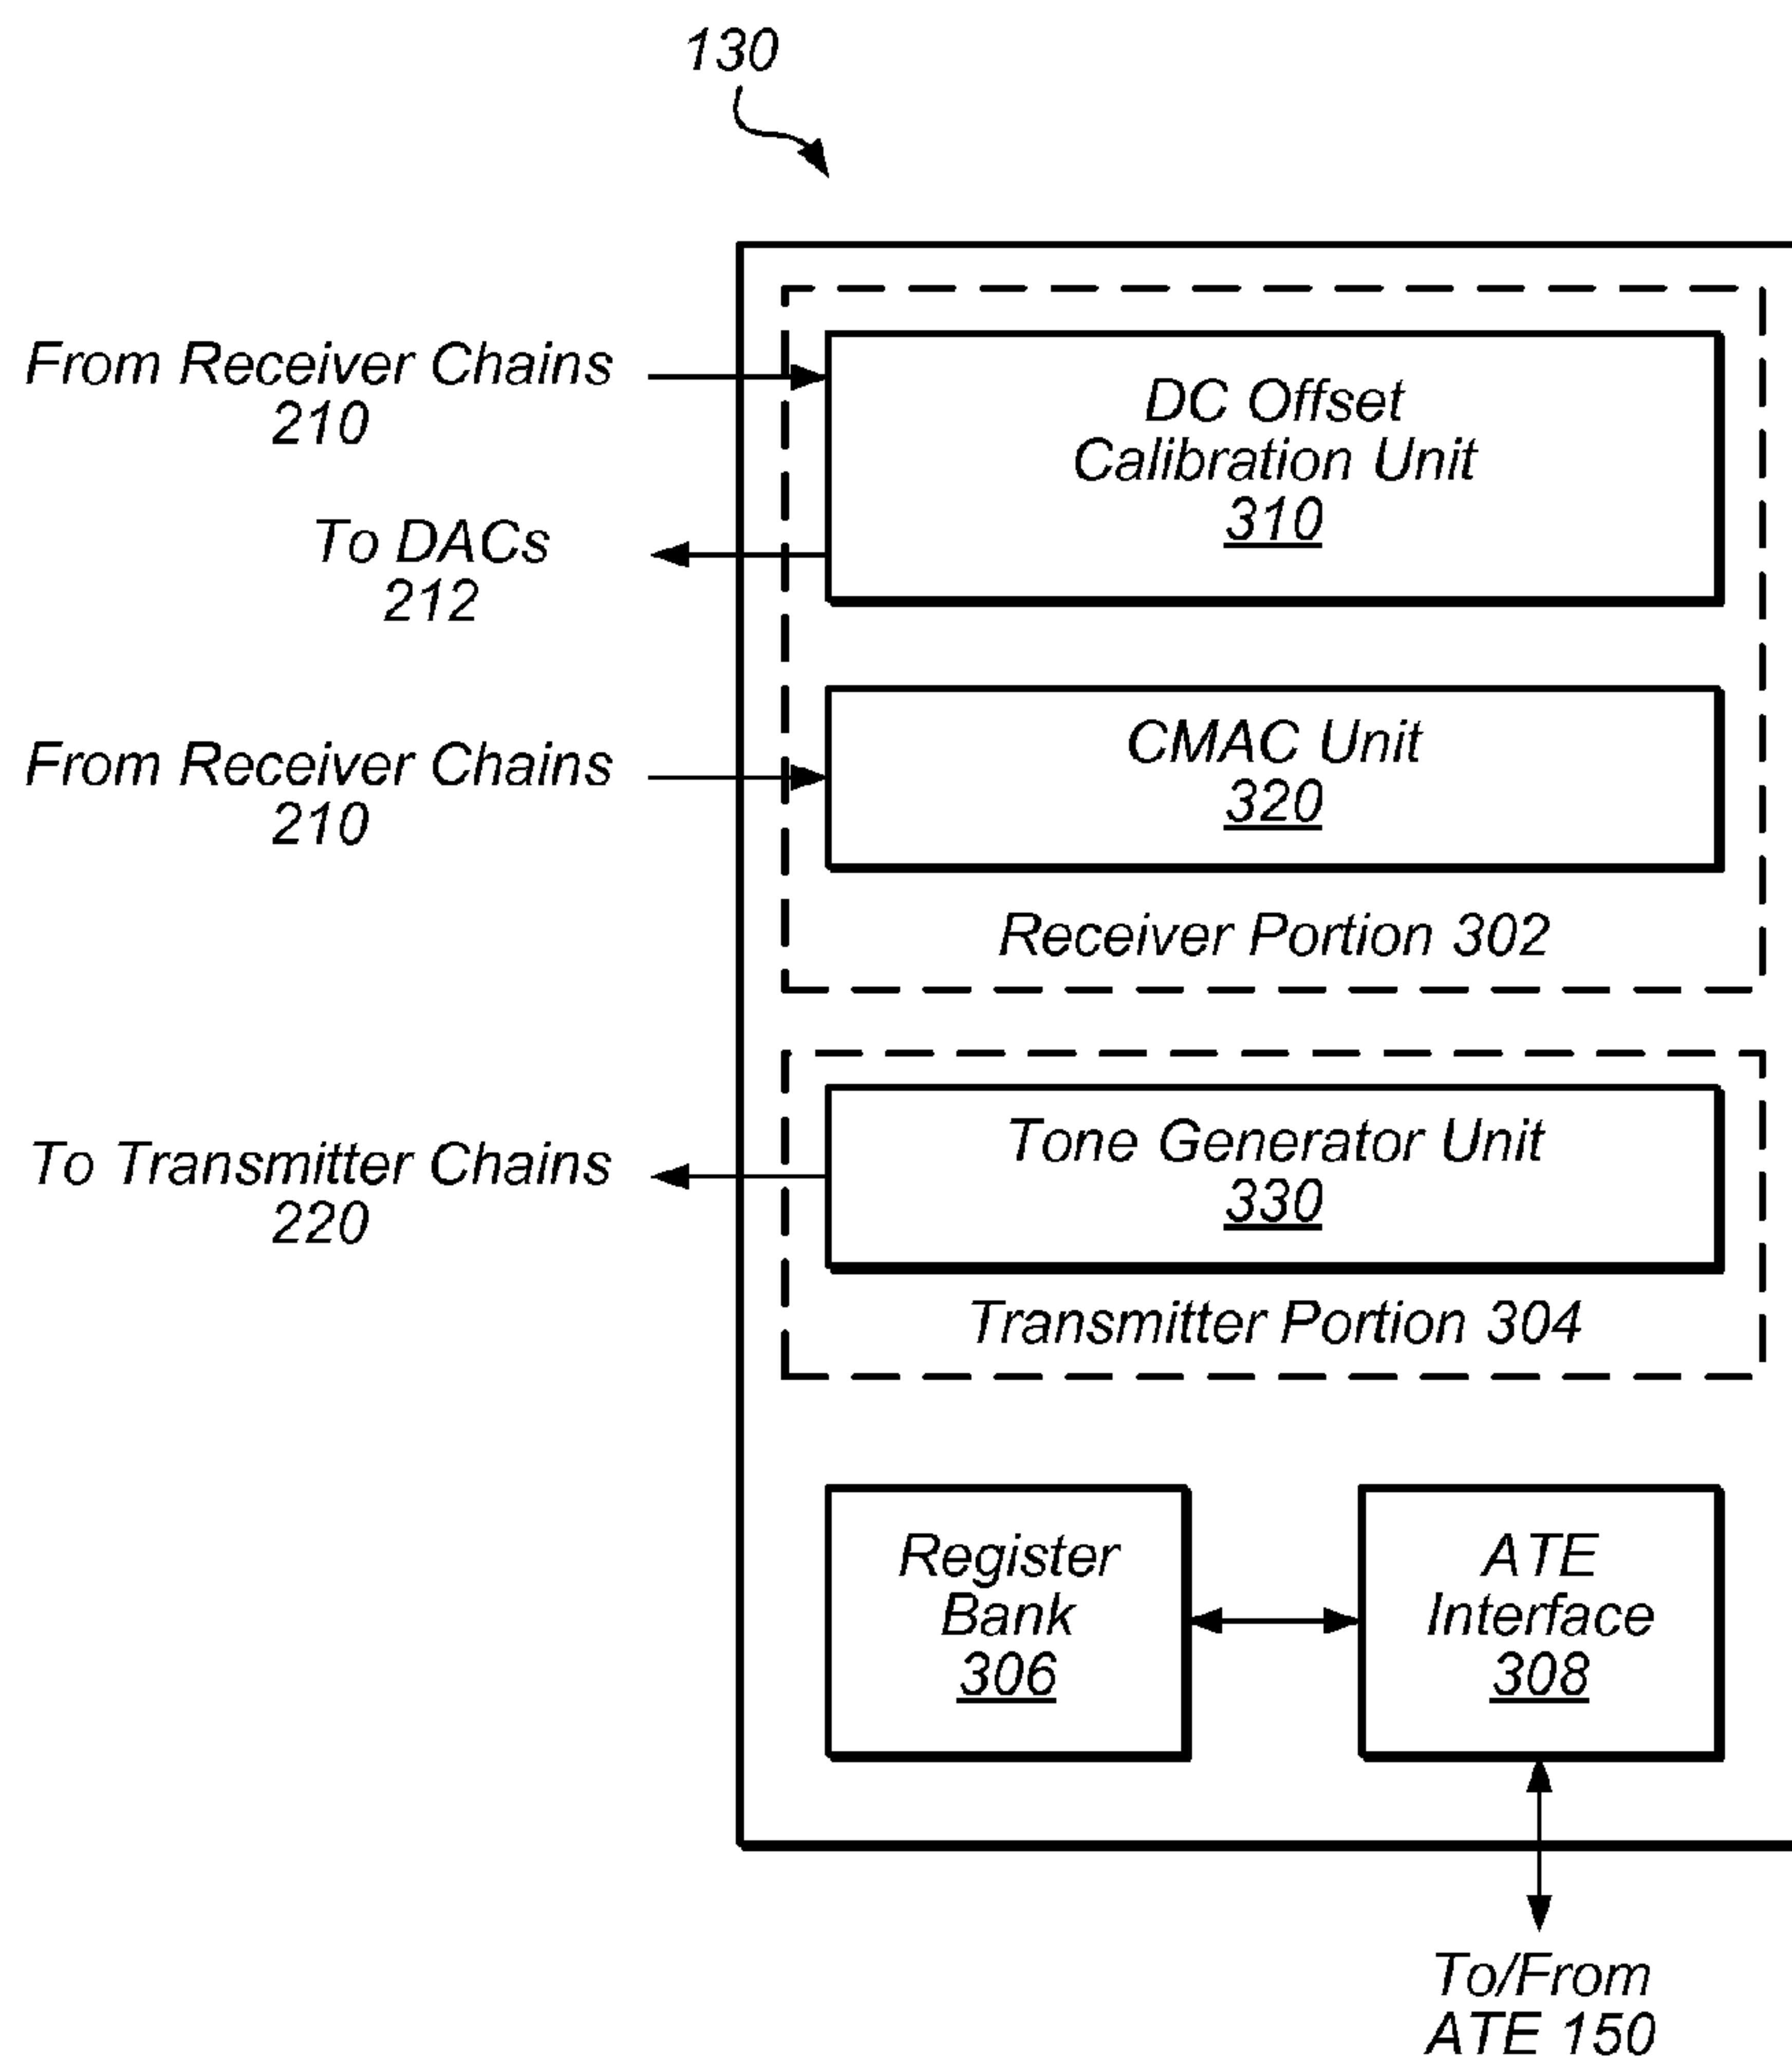 130
From Receiver Chains
210
DC Offset
Calibration Unit
310
To DACs
212
From Receiver Chains
210
CMAC Unit
320
Receiver Portion 302
To Transmitter Chains
220
Tone Generator Unit
330
Transmitter Portion 304
Register
Bank
306
ATE
Interface
308
To/From
ATE 150